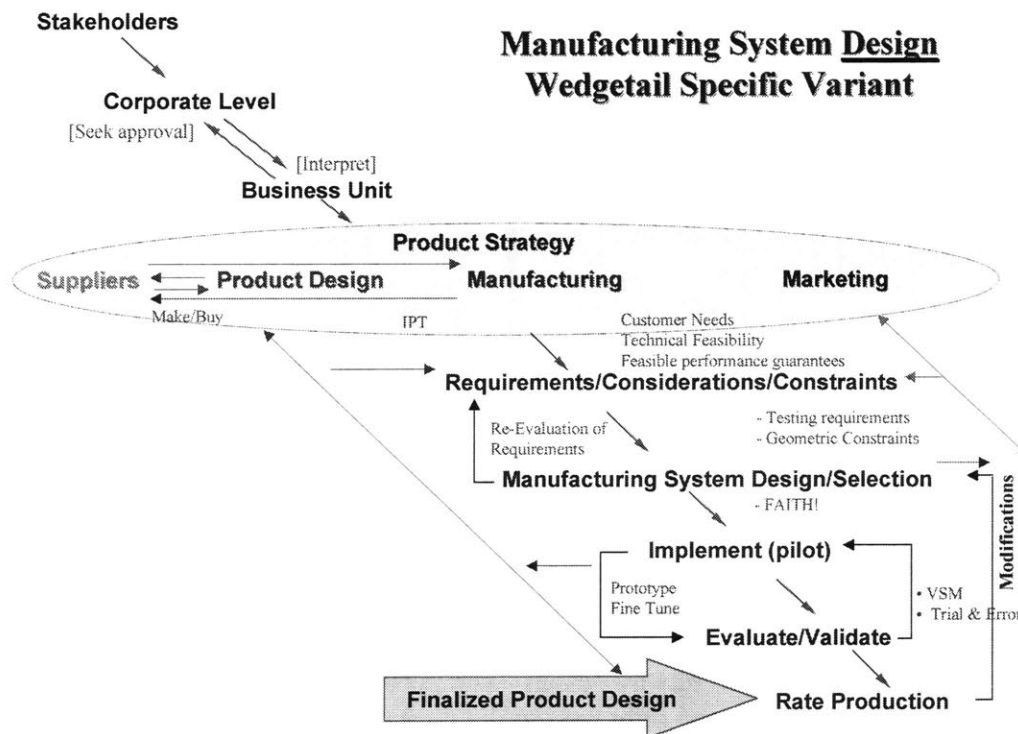 Stakeholders
Manufacturing System Design
Wedgetail Specific Variant
Corporate Level
[Seek approval]
[Interpret]
Business Unit
Product Strategy
Suppliers
Product Design
Manufacturing
Marketing
Make/Buy
IPT
Customer Needs
Technical Feasibility
Feasible performance guarantees
Requirements/Considerations/Constraints
Re-Evaluation of
Requirements
- Testing requirements
- Geometric Constraints
Manufacturing System Design/Selection
- FAITH!
Implement (pilot)
Modifications
Prototype
Fine Tune
• VSM
• Trial & Error
Evaluate/Validate
Finalized Product Design
Rate Production